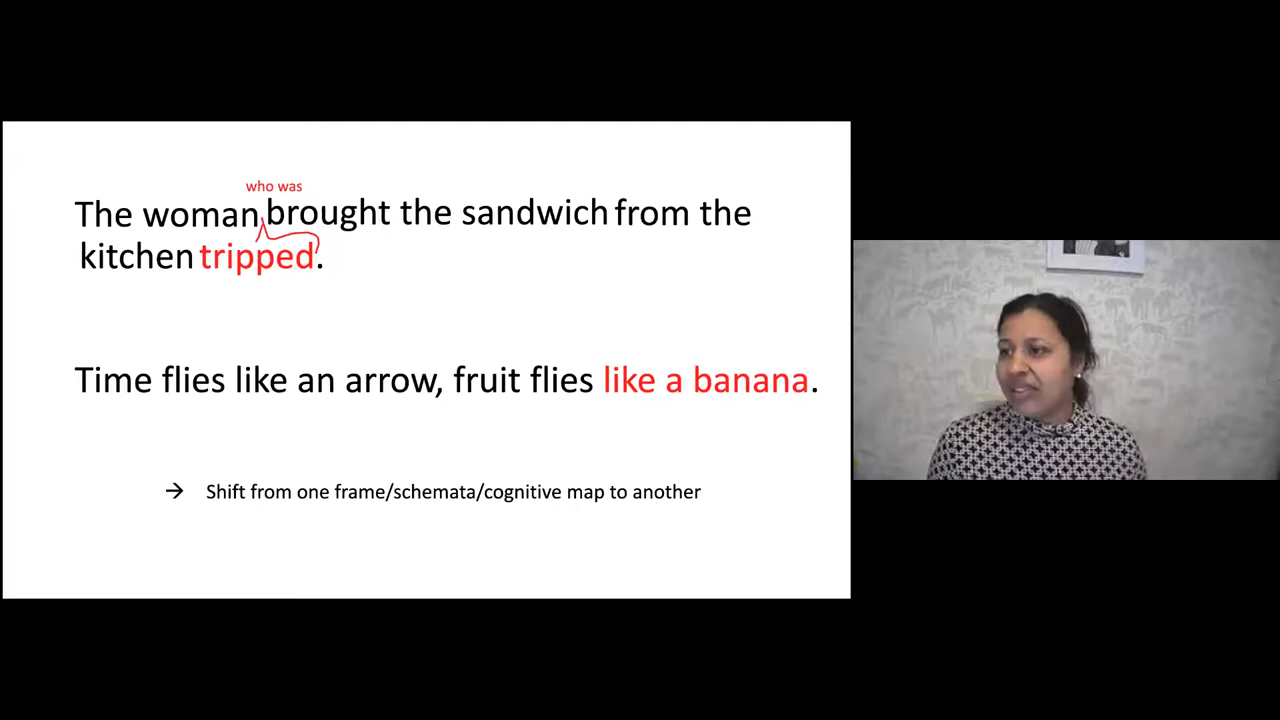 who was
The woman brought the sandwich from the
kitchen tripped.
Time flies like an arrow, fruit flies like a banana.
→ Shift from one frame/schemata/cognitive map to another